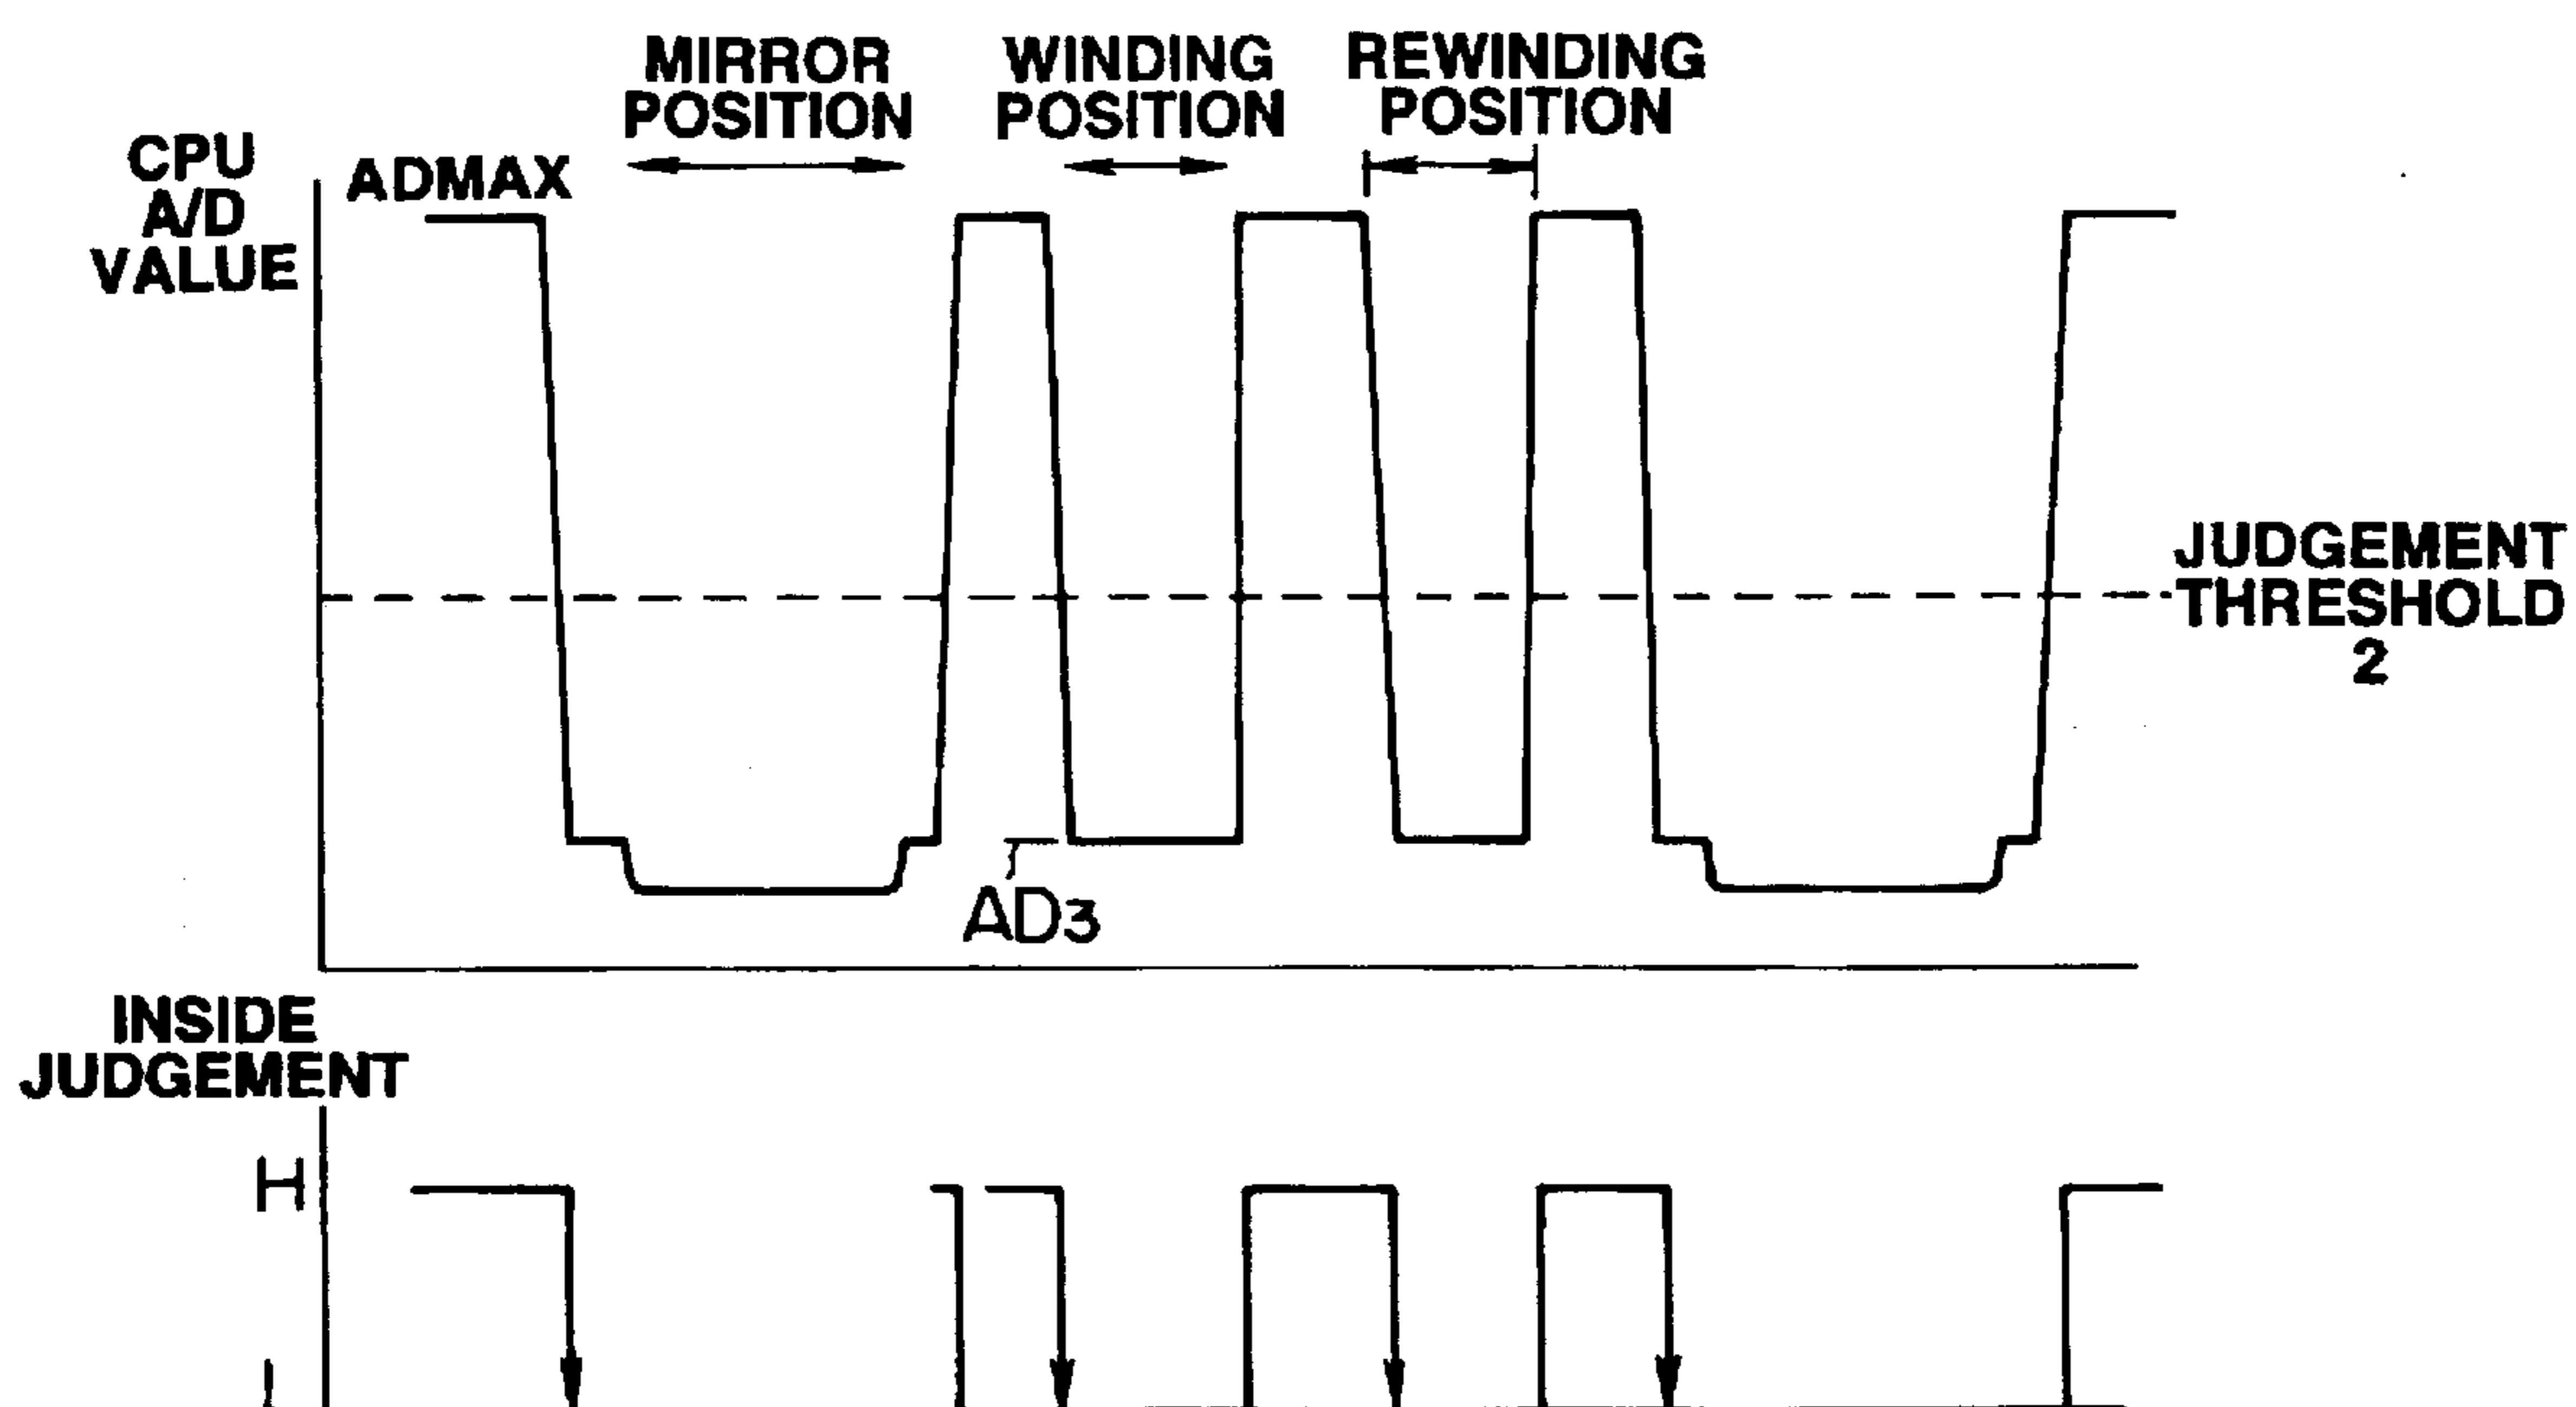 MIRROR
POSITION
WINDING
POSITION
REWINDING
POSITION
CPU
A/D
VALUE
ADMAX
JUDGEMENT
THRESHOLD
2
AD3
INSIDE
JUDGEMENT
H